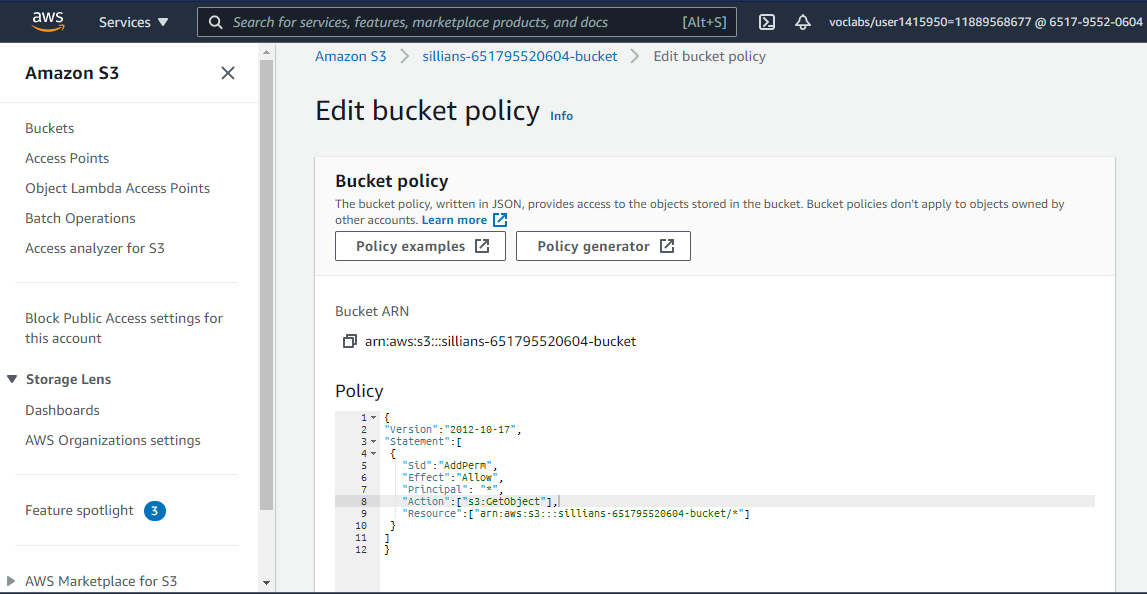 aws Services Search for services, features, marketplace products, and docs [Alt+S] voclabs/user1415950=11889568677 @ 6517-9552-0604
Amazon S3
Buckets
Access Points
Object Lambda Access Points
Batch Operations
Access analyzer for S3
Block Public Access settings for
this account
Storage Lens
Dashboards
AWS Organizations settings
Feature spotlight 3
AWS Marketplace for S3
Amazon S3 sillians-651795520604-bucket Edit bucket policy
Edit bucket policy Info
Bucket policy
The bucket policy, written in JSON, provides access to the objects stored in the bucket. Bucket policies don't apply to objects owned by
other accounts. Learn more
Policy examples Policy generator
Bucket ARN
arn:aws:s3:::sillians-651795520604-bucket
Policy
1 {
2 "Version":"2012-10-17",
3 "Statement":[
4 {
5 "Sid":"AddPerm",
6 "Effect":"Allow",
7 "Principal": "*",
8 "Action":["s3:GetObject"],
9 "Resource":["arn:aws:s3:::sillians-651795520604-bucket/*"]
10 }
11 ]
12 }